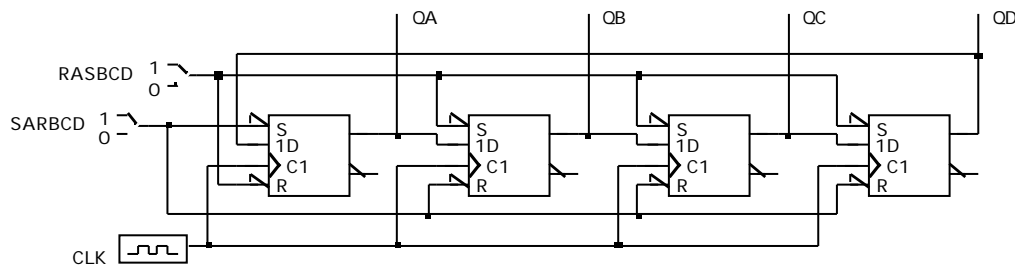 QA QB QC QD
RASBCD 1
0
SARBCD 1
0
S S S S
1D 1D 1D 1D
C1 C1 C1 C1
R R R R
CLK